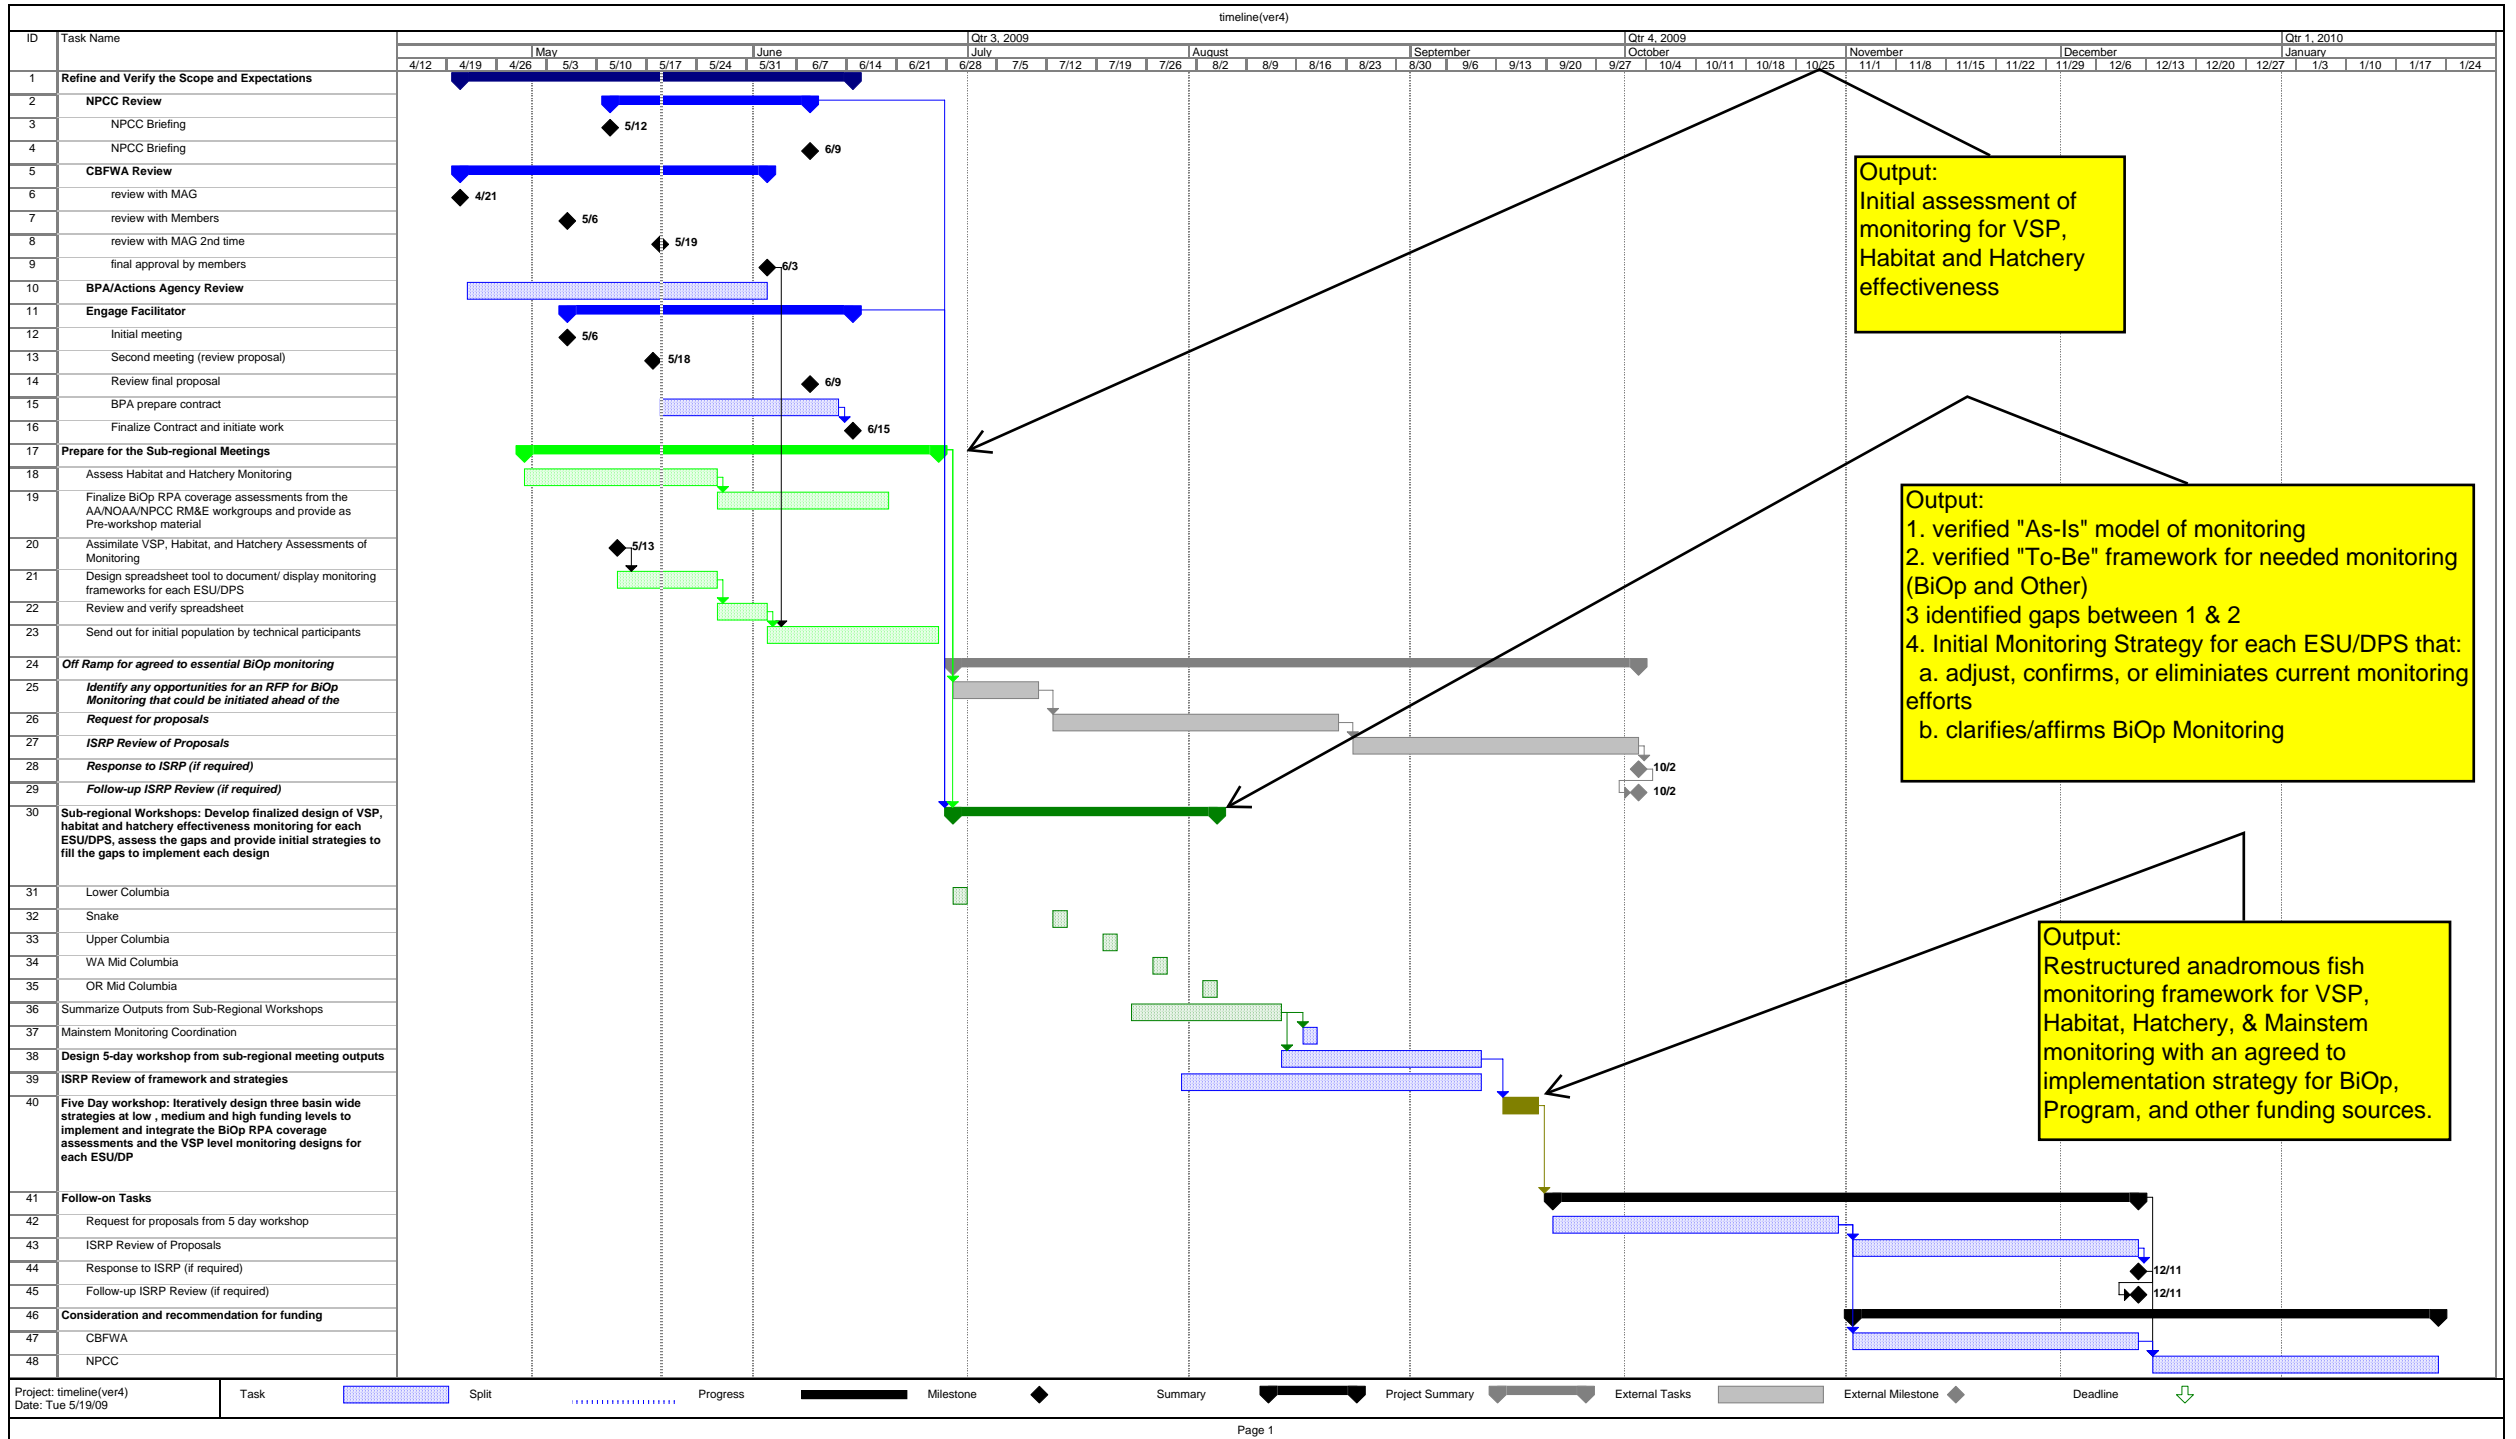 timeline(ver4)
ID Task Name Qtr 3, 2009 Qtr 4, 2009 Qtr 1, 2010
May June July August September October November December January
4/12 4/19 4/26 5/3 5/10 5/17 5/24 5/31 6/7 6/14 6/21 6/28 7/5 7/12 7/19 7/26 8/2 8/9 8/16 8/23 8/30 9/6 9/13 9/20 9/27 10/4 10/11 10/18 10/25 11/1 11/8 11/15 11/22 11/29 12/6 12/13 12/20 12/27 1/3 1/10 1/17 1/24
1 Refine and Verify the Scope and Expectations
2 NPCC Review
3 NPCC Briefing 5/12
4 NPCC Briefing 6/9
5 CBFWA Review
6 review with MAG 4/21
7 review with Members 5/6
8 review with MAG 2nd time 5/19
9 final approval by members 6/3
10 BPA/Actions Agency Review
11 Engage Facilitator
12 Initial meeting 5/6
13 Second meeting (review proposal) 5/18
14 Review final proposal 6/9
15 BPA prepare contract
16 Finalize Contract and initiate work 6/15
17 Prepare for the Sub-regional Meetings
18 Assess Habitat and Hatchery Monitoring
19 Finalize BiOp RPA coverage assessments from the
AA/NOAA/NPCC RM&E workgroups and provide as
Pre-workshop material
20 Assimilate VSP, Habitat, and Hatchery Assessments of 5/13
Monitoring
21 Design spreadsheet tool to document/ display monitoring
frameworks for each ESU/DPS
22 Review and verify spreadsheet
23 Send out for initial population by technical participants
24 Off Ramp for agreed to essential BiOp monitoring
25 Identify any opportunities for an RFP for BiOp
Monitoring that could be initiated ahead of the
26 Request for proposals
27 ISRP Review of Proposals
28 Response to ISRP (if required) 10/2
29 Follow-up ISRP Review (if required) 10/2
30 Sub-regional Workshops: Develop finalized design of VSP,
habitat and hatchery effectiveness monitoring for each
ESU/DPS, assess the gaps and provide initial strategies to
fill the gaps to implement each design
31 Lower Columbia
32 Snake
33 Upper Columbia
34 WA Mid Columbia
35 OR Mid Columbia
36 Summarize Outputs from Sub-Regional Workshops
37 Mainstem Monitoring Coordination
38 Design 5-day workshop from sub-regional meeting outputs
39 ISRP Review of framework and strategies
40 Five Day workshop: Iteratively design three basin wide
strategies at low , medium and high funding levels to
implement and integrate the BiOp RPA coverage
assessments and the VSP level monitoring designs for
each ESU/DP
41 Follow-on Tasks
42 Request for proposals from 5 day workshop
43 ISRP Review of Proposals
44 Response to ISRP (if required) 12/11
45 Follow-up ISRP Review (if required) 12/11
46 Consideration and recommendation for funding
47 CBFWA
48 NPCC
Output:
Initial assessment of
monitoring for VSP,
Habitat and Hatchery
effectiveness
Output:
1. verified "As-Is" model of monitoring
2. verified "To-Be" framework for needed monitoring
(BiOp and Other)
3 identified gaps between 1 & 2
4. Initial Monitoring Strategy for each ESU/DPS that:
a. adjust, confirms, or eliminiates current monitoring
efforts
b. clarifies/affirms BiOp Monitoring
Output:
Restructured anadromous fish
monitoring framework for VSP,
Habitat, Hatchery, & Mainstem
monitoring with an agreed to
implementation strategy for BiOp,
Program, and other funding sources.
Project: timeline(ver4)
Date: Tue 5/19/09
Task Split Progress Milestone Summary Project Summary External Tasks External Milestone Deadline
Page 1